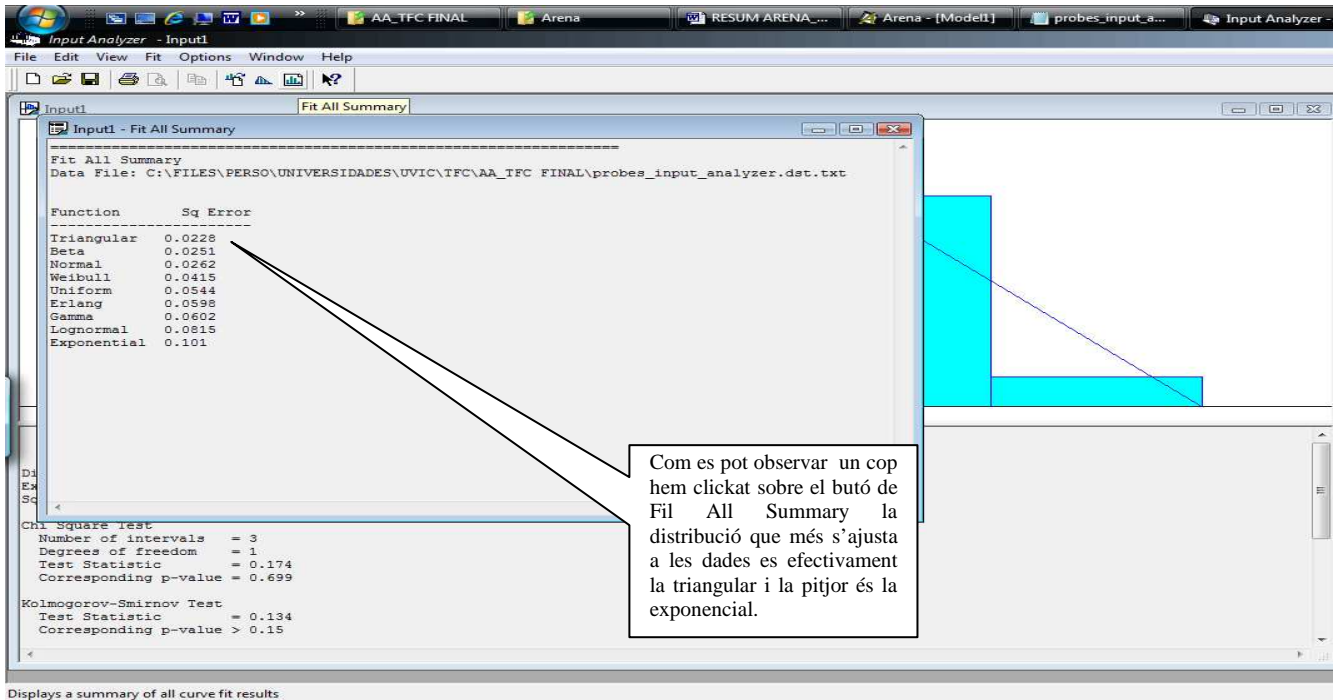 AA_TFC FINAL
Arena
RESUM ARENA_...
Arena - [Model1]
probes_input_a...
Input Analyzer -
Input Analyzer - Input1
File Edit View Fit Options Window Help
Input1
Fit All Summary
Input1 - Fit All Summary
Fit All Summary
Data File: C:\FILES\PERSO\UNIVERSIDADES\UVIC\TFC\AA_TFC FINAL\probes_input_analyzer.dst.txt
Function Sq Error
Triangular 0.0228
Beta 0.0251
Normal 0.0262
Weibull 0.0415
Uniform 0.0544
Erlang 0.0598
Gamma 0.0602
Lognormal 0.0815
Exponential 0.101
Com es pot observar un cop
hem clickat sobre el butó de
Fil All Summary la
distribució que més s’ajusta
a les dades es efectivament
la triangular i la pitjor és la
exponencial.
Di
Ex
Sq
Chi Square Test
Number of intervals = 3
Degrees of freedom = 1
Test Statistic = 0.174
Corresponding p-value = 0.699
Kolmogorov-Smirnov Test
Test Statistic = 0.134
Corresponding p-value > 0.15
Displays a summary of all curve fit results